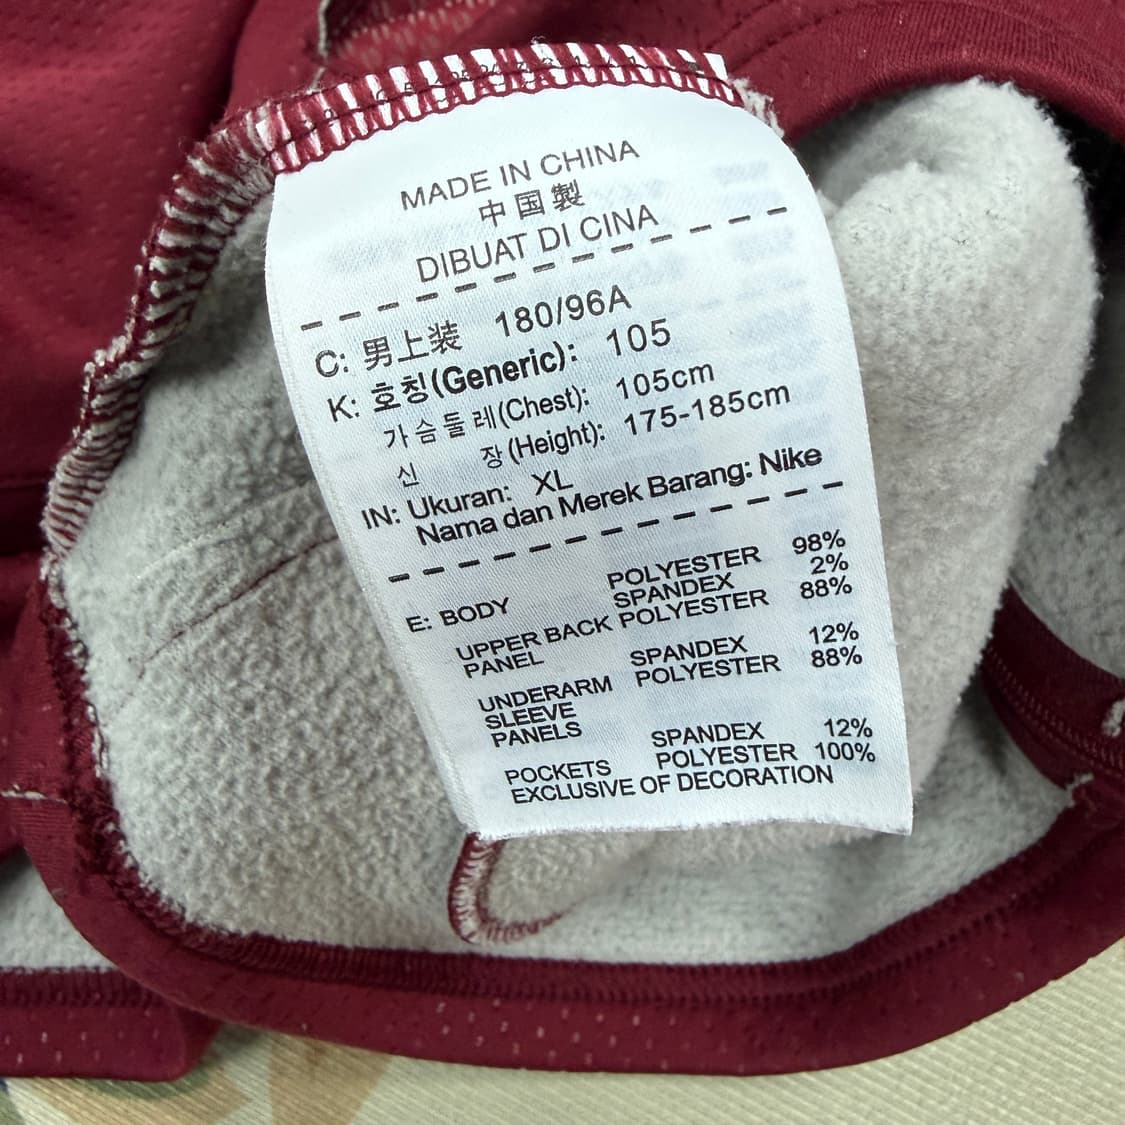 MADE IN CHINA
中国製
DIBUAT DI CINA
C: 男上装 180/96A
K: 호칭(Generic): 105
가슴둘레(Chest): 105cm
신 장(Height): 175-185cm
IN: Ukuran: XL
Nama dan Merek Barang: Nike
E: BODY POLYESTER 98%
SPANDEX 2%
UPPER BACK POLYESTER 88%
PANEL
SPANDEX 12%
UNDERARM POLYESTER 88%
SLEEVE
PANELS
SPANDEX 12%
POCKETS POLYESTER 100%
EXCLUSIVE OF DECORATION